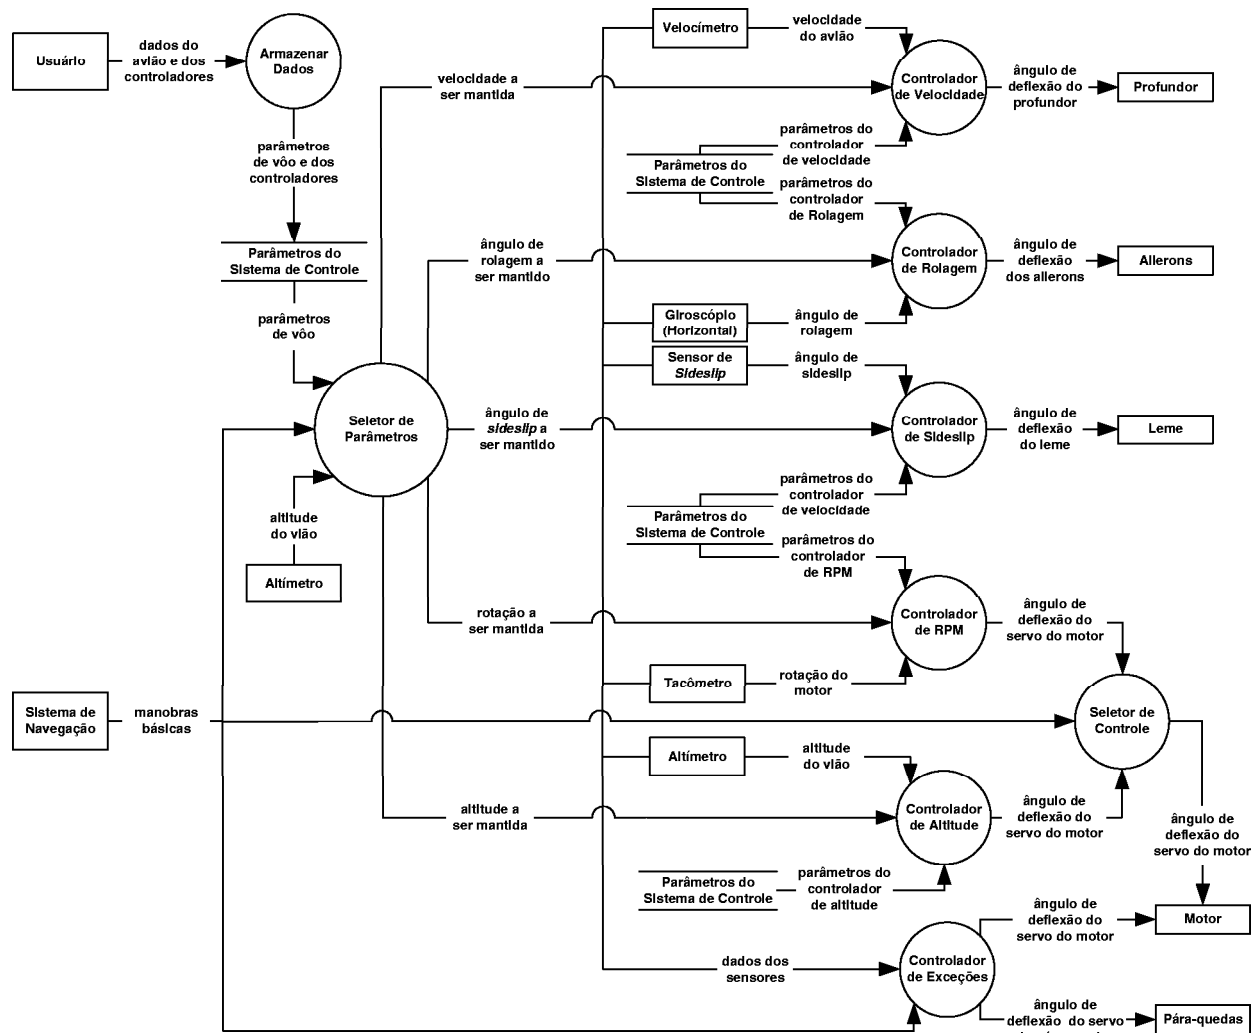 Usuário
dados do
avião e dos
controladores
Armazenar
Dados
parâmetros
de vôo e dos
controladores
Parâmetros do
Sistema de Controle
parâmetros
de vôo
Seletor de
Parâmetros
altitude
do vião
Altímetro
Sistema de
Navegação
manobras
básicas
velocidade a
ser mantida
ângulo de
rolagem a
ser mantido
ângulo de
sideslip a
ser mantido
rotação a
ser mantida
altitude a
ser mantida
Velocímetro
velocidade
do avião
Controlador
de Velocidade
ângulo de
deflexão do
profundor
Profundor
parâmetros do
controlador
de velocidade
Parâmetros do
Sistema de Controle
parâmetros do
controlador
de Rolagem
Controlador
de Rolagem
ângulo de
deflexão
dos ailerons
Ailerons
Giroscópio
(Horizontal)
ângulo de
rolagem
Sensor de
Sideslip
ângulo de
sideslip
Controlador
de Sideslip
ângulo de
deflexão
do leme
Leme
parâmetros do
controlador
de velocidade
Parâmetros do
Sistema de Controle
parâmetros do
controlador
de RPM
Controlador
de RPM
ângulo de
deflexão do
servo do motor
Tacômetro
rotação do
motor
Seletor de
Controle
Altímetro
altitude
do vião
Controlador
de Altitude
ângulo de
deflexão do
servo do motor
ângulo de
deflexão do
servo do motor
Parâmetros do
Sistema de Controle
parâmetros do
controlador
de altitude
ângulo de
deflexão do
servo do motor
Motor
dados dos
sensores
Controlador
de Exceções
ângulo de
deflexão do servo
Pára-quedas